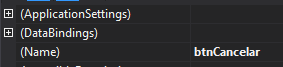 (ApplicationSettings)
(DataBindings)
(Name) btnCancelar